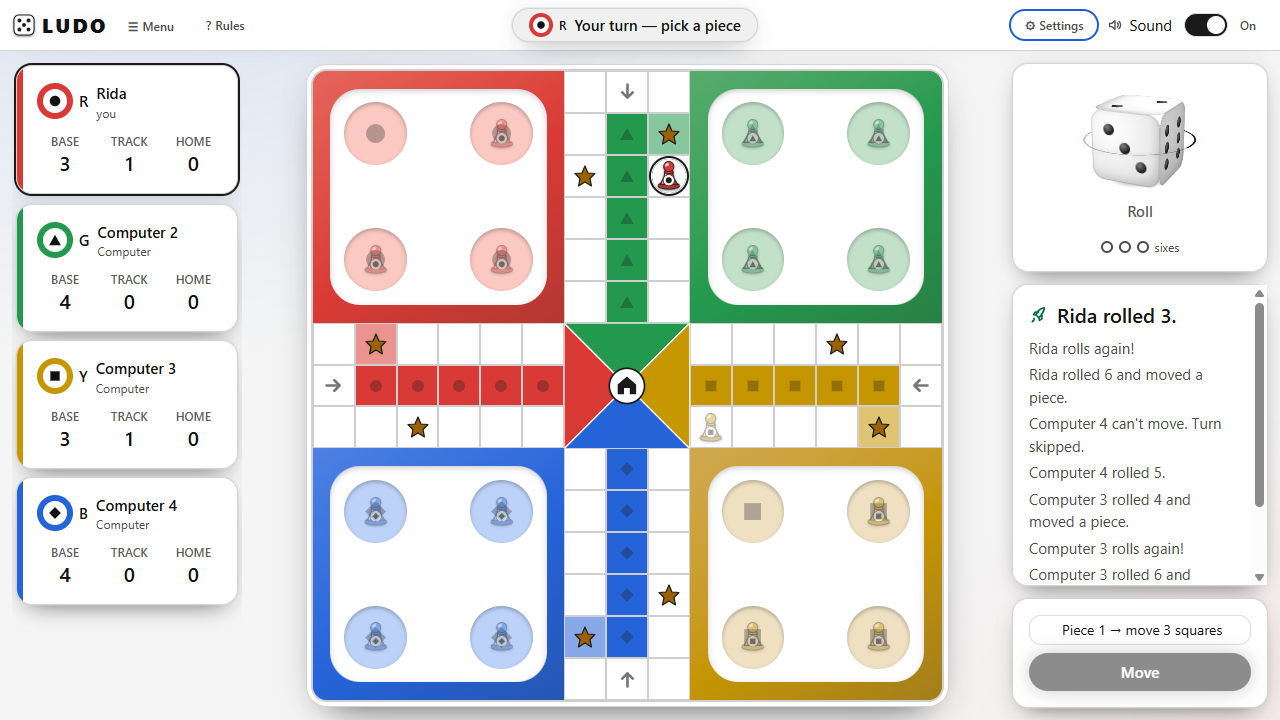 LUDO
☰ Menu
? Rules
R Your turn — pick a piece
⚙ Settings
Sound
On
R Rida
you
BASE TRACK HOME
3 1 0
G Computer 2
Computer
BASE TRACK HOME
4 0 0
Y Computer 3
Computer
BASE TRACK HOME
3 1 0
B Computer 4
Computer
BASE TRACK HOME
4 0 0
Roll
sixes
Rida rolled 3.
Rida rolls again!
Rida rolled 6 and moved a
piece.
Computer 4 can't move. Turn
skipped.
Computer 4 rolled 5.
Computer 3 rolled 4 and
moved a piece.
Computer 3 rolls again!
Computer 3 rolled 6 and
Piece 1 → move 3 squares
Move